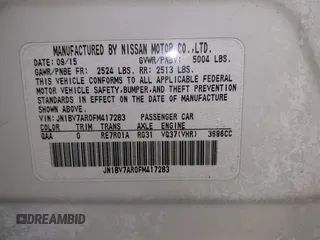 MANUFACTURED BY NISSAN MOTOR CO.,LTD.
DATE: 09/15 GVWR/PNBV: 5004 LBS.
GAWR/PNBE FR: 2524 LBS. RR: 2513 LBS.
THIS VEHICLE CONFORMS TO ALL APPLICABLE FEDERAL
MOTOR VEHICLE SAFETY,BUMPER,AND THEFT PREVENTION
STANDARDS IN EFFECT ON THE DATE OF MANUFACTURE
SHOWN ABOVE.
VIN:JN1BV7AR0FM417283 PASSENGER CAR
COLOR TRIM TRANS AXLE ENGINE
QAA G RE7R01A RG31 VQ37(VHR) 3696CC
JN1BV7AR0FM417283
DREAMBID